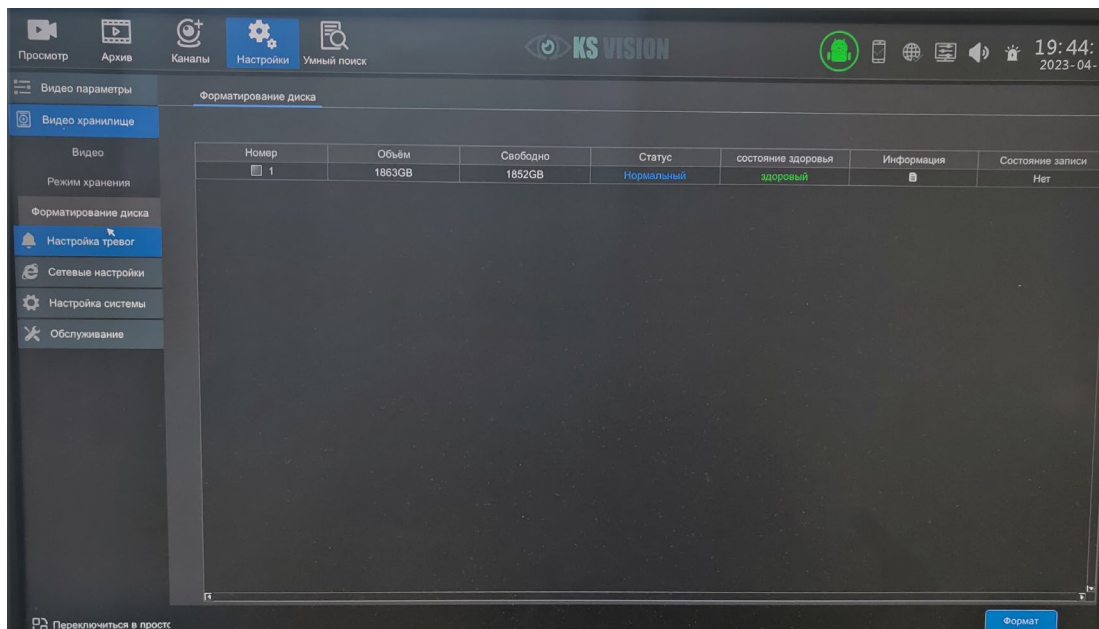 KS VISION
19:44:
2023-04-
Просмотр Архив Каналы Настройки Умный поиск
Видео параметры
Видео хранилище
Видео
Режим хранения
Форматирование диска
Настройка тревог
Сетевые настройки
Настройка системы
Обслуживание
Форматирование диска
Номер Объём Свободно Статус состояние здоровья Информация Состояние записи
1 1863GB 1852GB Нормальный здоровый Нет
Переключиться в просто
Формат